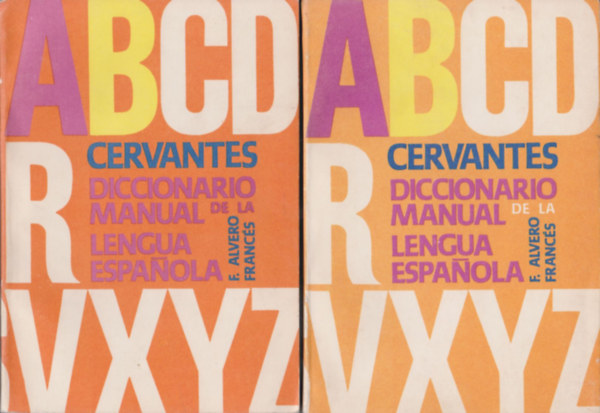 ABCD
R
CERVANTES
DICCIONARIO
MANUAL DE LA
LENGUA
ESPAÑOLA
F. ALVERO
FRANCÉS
VXYZ
ABCD
R
CERVANTES
DICCIONARIO
MANUAL DE LA
LENGUA
ESPAÑOLA
F. ALVERO
FRANCÉS
VXYZ